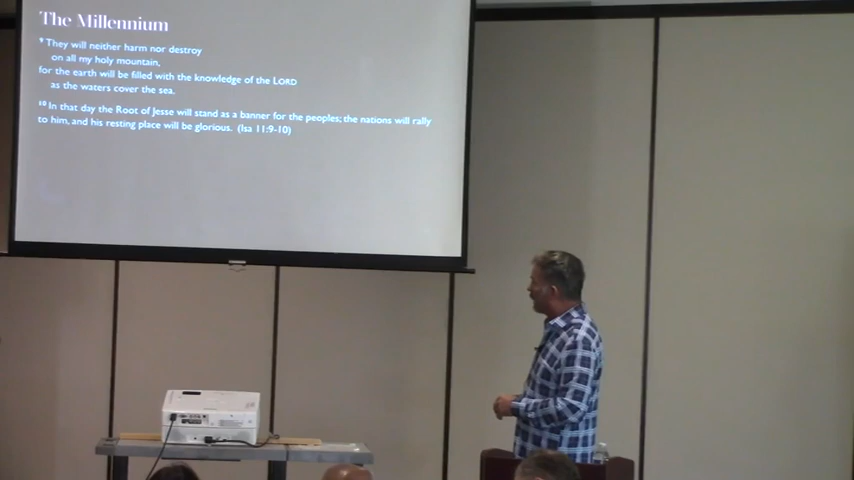 The Millennium
9 They will neither harm nor destroy
on all my holy mountain,
for the earth will be filled with the knowledge of the LORD
as the waters cover the sea.
10 In that day the Root of Jesse will stand as a banner for the peoples; the nations will rally
to him, and his resting place will be glorious. (Isa 11:9-10)